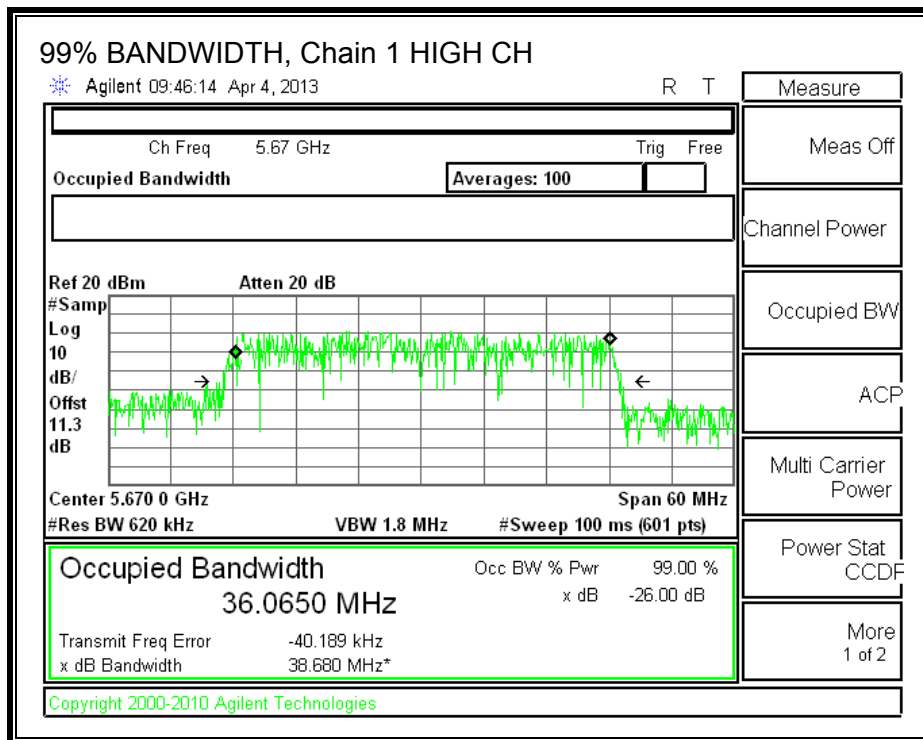 99% BANDWIDTH, Chain 1 HIGH CH
Agilent 09:46:14 Apr 4, 2013 R T
Measure
Ch Freq 5.67 GHz Trig Free
Occupied Bandwidth Averages: 100
Meas Off
Channel Power
Occupied BW
ACP
Multi Carrier
Power
Power Stat
CCDF
More
1 of 2
Ref 20 dBm Atten 20 dB
#Samp
Log
10
dB/
Offst
11.3
dB
Center 5.670 0 GHz Span 60 MHz
#Res BW 620 kHz VBW 1.8 MHz #Sweep 100 ms (601 pts)
Occupied Bandwidth Occ BW % Pwr 99.00 %
36.0650 MHz x dB -26.00 dB
Transmit Freq Error -40.189 kHz
x dB Bandwidth 38.680 MHz*
Copyright 2000-2010 Agilent Technologies